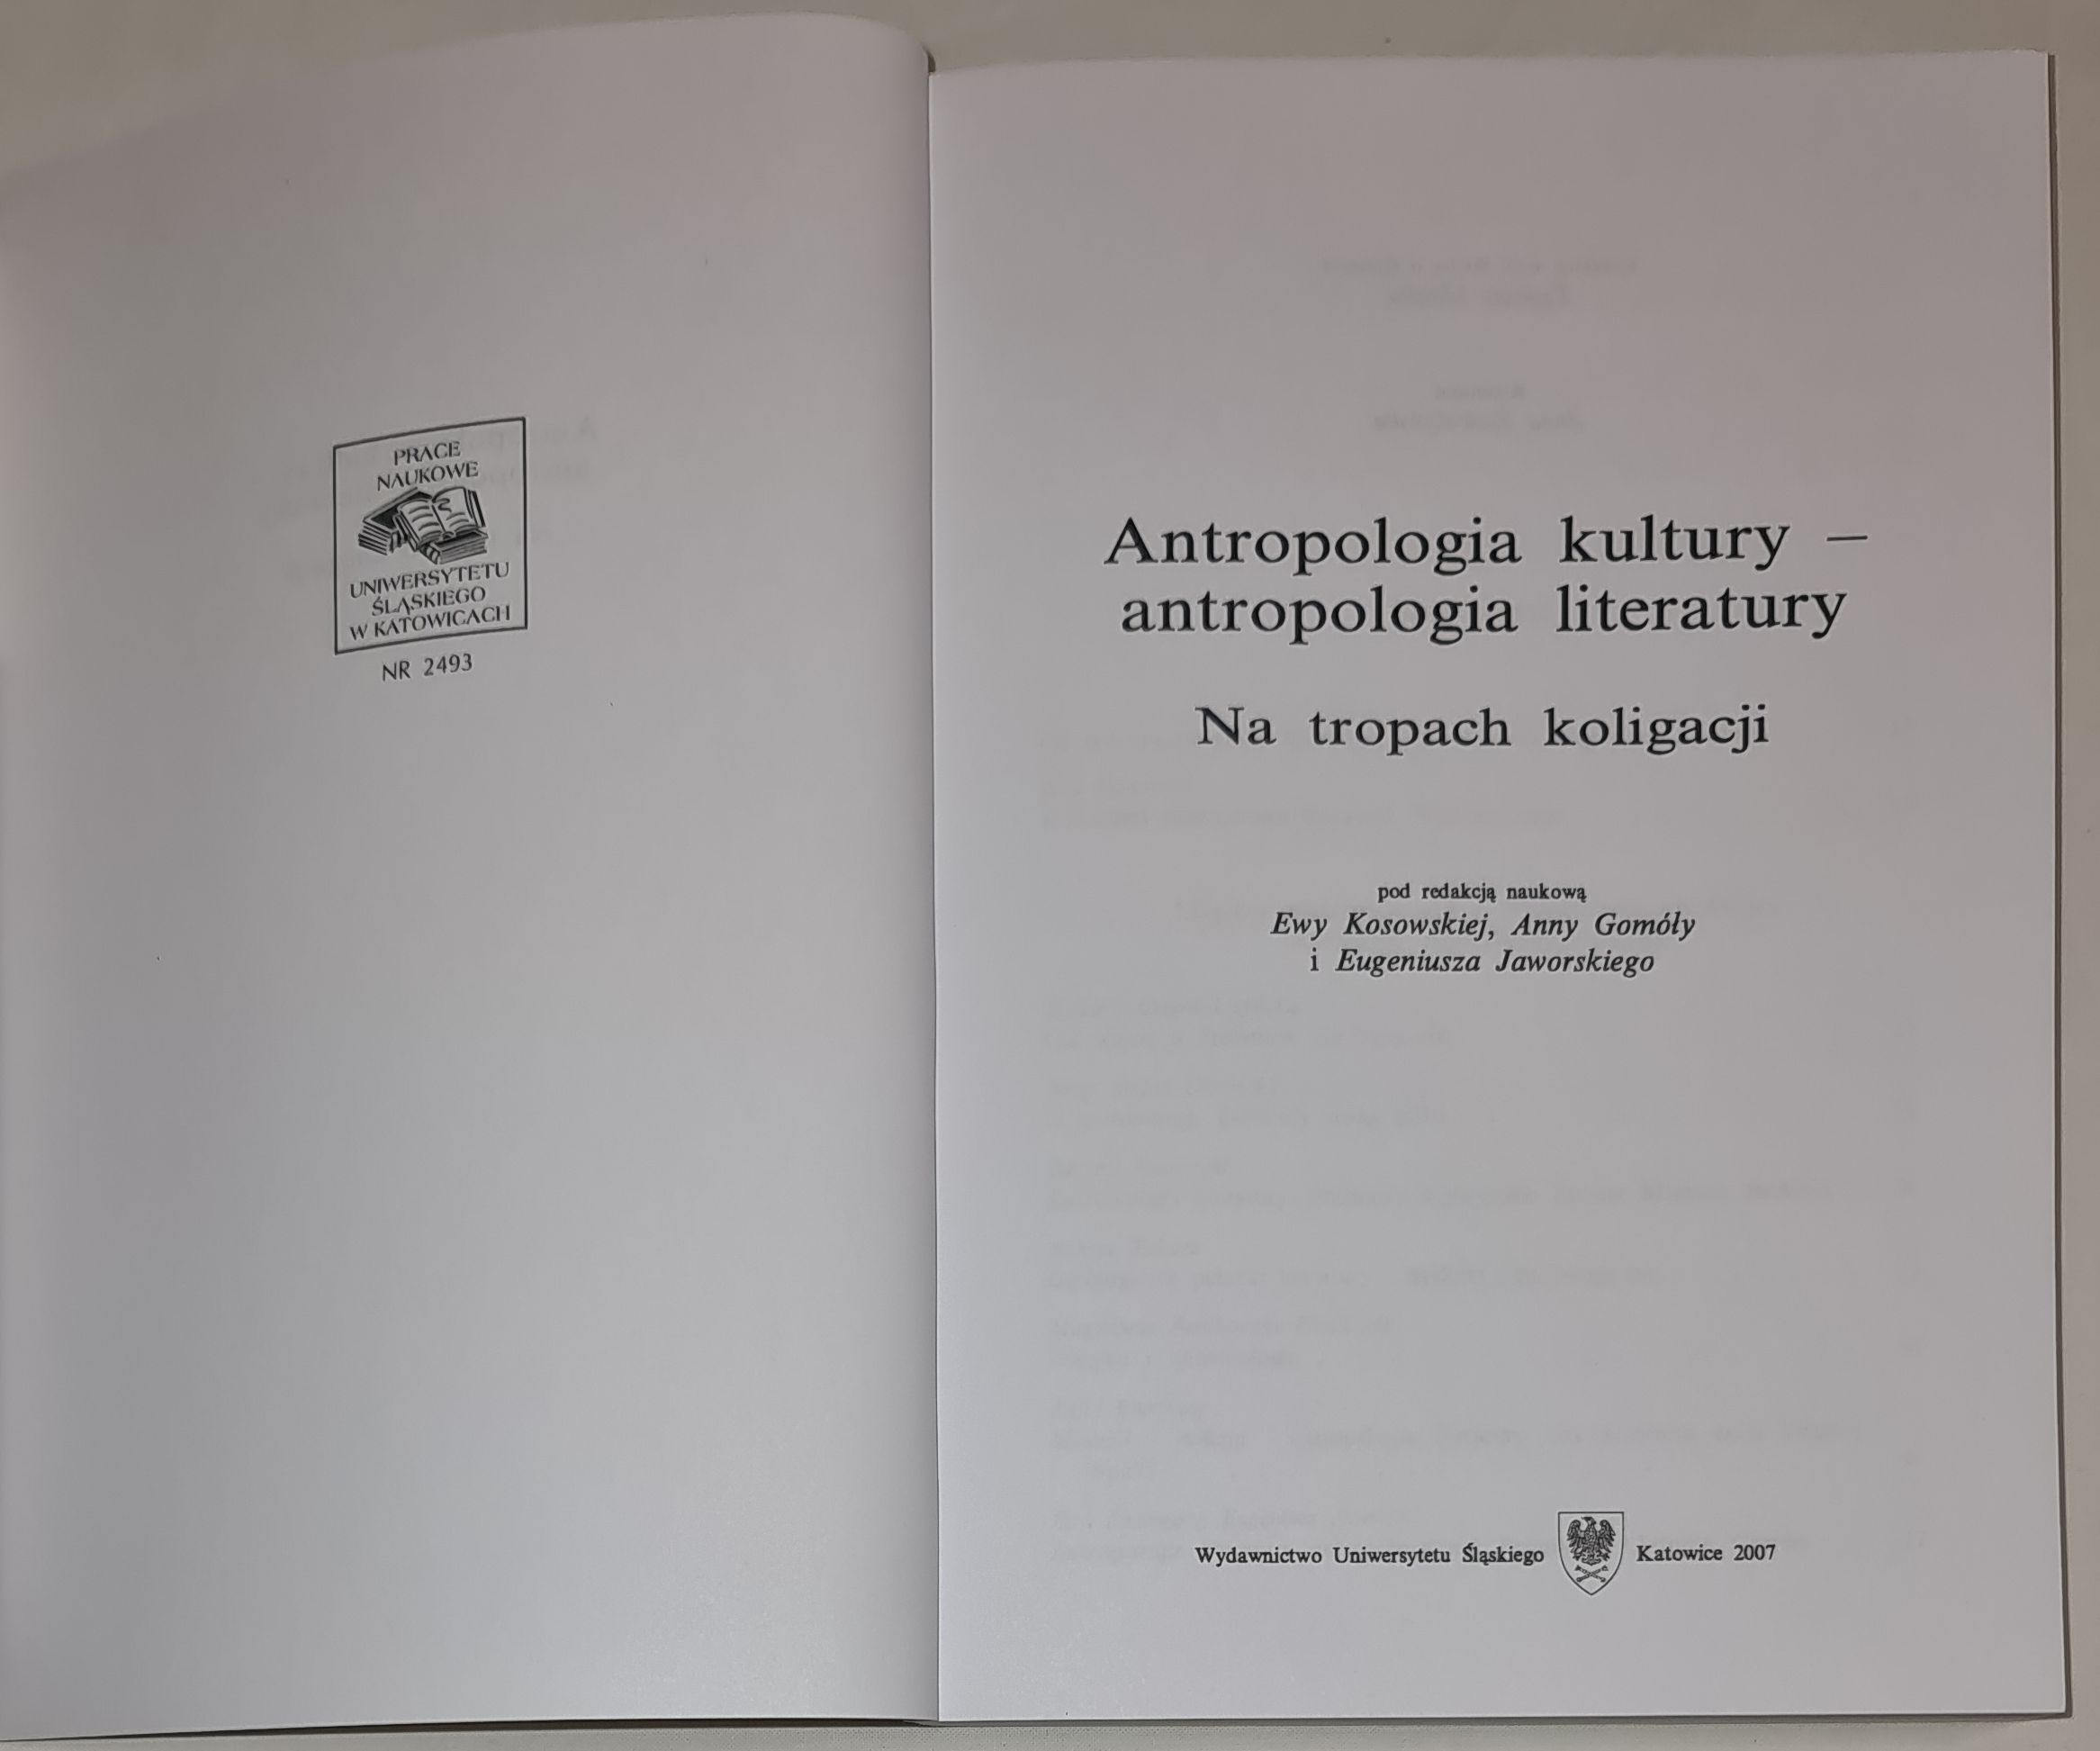 PRACE
NAUKOWE
UNIWERSYTETU
ŚLĄSKIEGO
W KATOWICACH
NR 2493
Antropologia kultury –
antropologia literatury
Na tropach koligacji
pod redakcją naukową
Ewy Kosowskiej, Anny Gomóły
i Eugeniusza Jaworskiego
Wydawnictwo Uniwersytetu Śląskiego Katowice 2007